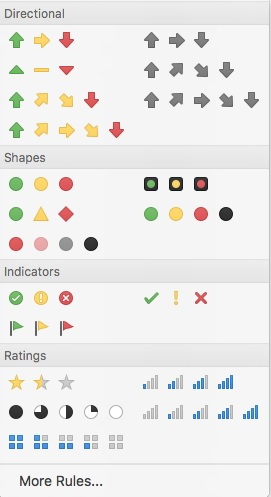 Directional
Shapes
Indicators
Ratings
More Rules...